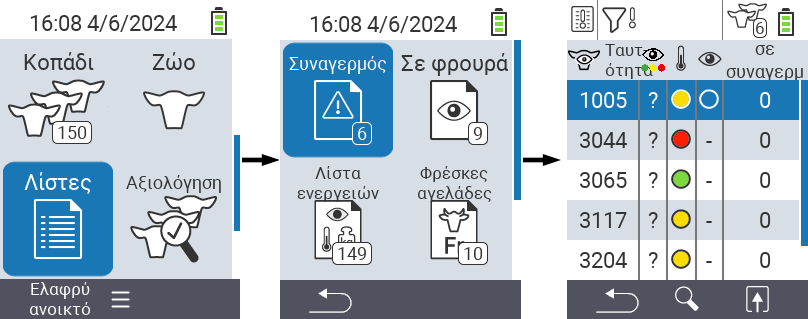 16:08 4/6/2024
Κοπάδι
Ζώο
150
Λίστες
Αξιολόγηση
Ελαφρύ
ανοικτό
16:08 4/6/2024
Συναγερμός
Σε φρουρά
6
9
Λίστα
ενεργειών
Φρέσκες
αγελάδες
149
Fr
10
6
Ταυτ
ότητα
σε
συναγερμ
1005 ? 0
3044 ? - 0
3065 ? - 0
3117 ? - 0
3204 ? - 0